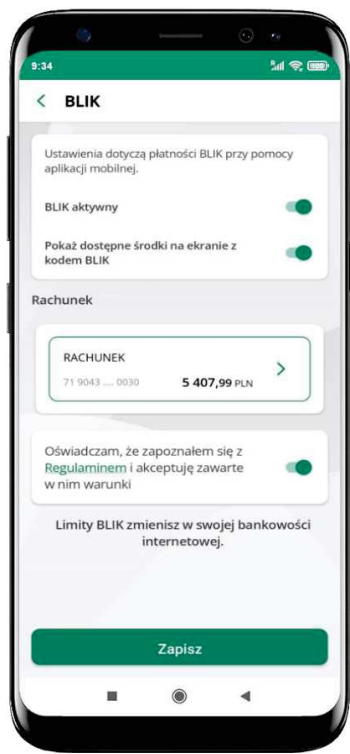 9:34
BLIK
Ustawienia dotyczą płatności BLIK przy pomocy
aplikacji mobilnej.
BLIK aktywny
Pokaż dostępne środki na ekranie z
kodem BLIK
Rachunek
RACHUNEK
71 9043 .... 0030 5 407,99 PLN
Oświadczam, że zapoznałem się z
Regulaminem i akceptuję zawarte
w nim warunki
Limity BLIK zmienisz w swojej bankowości
internetowej.
Zapisz